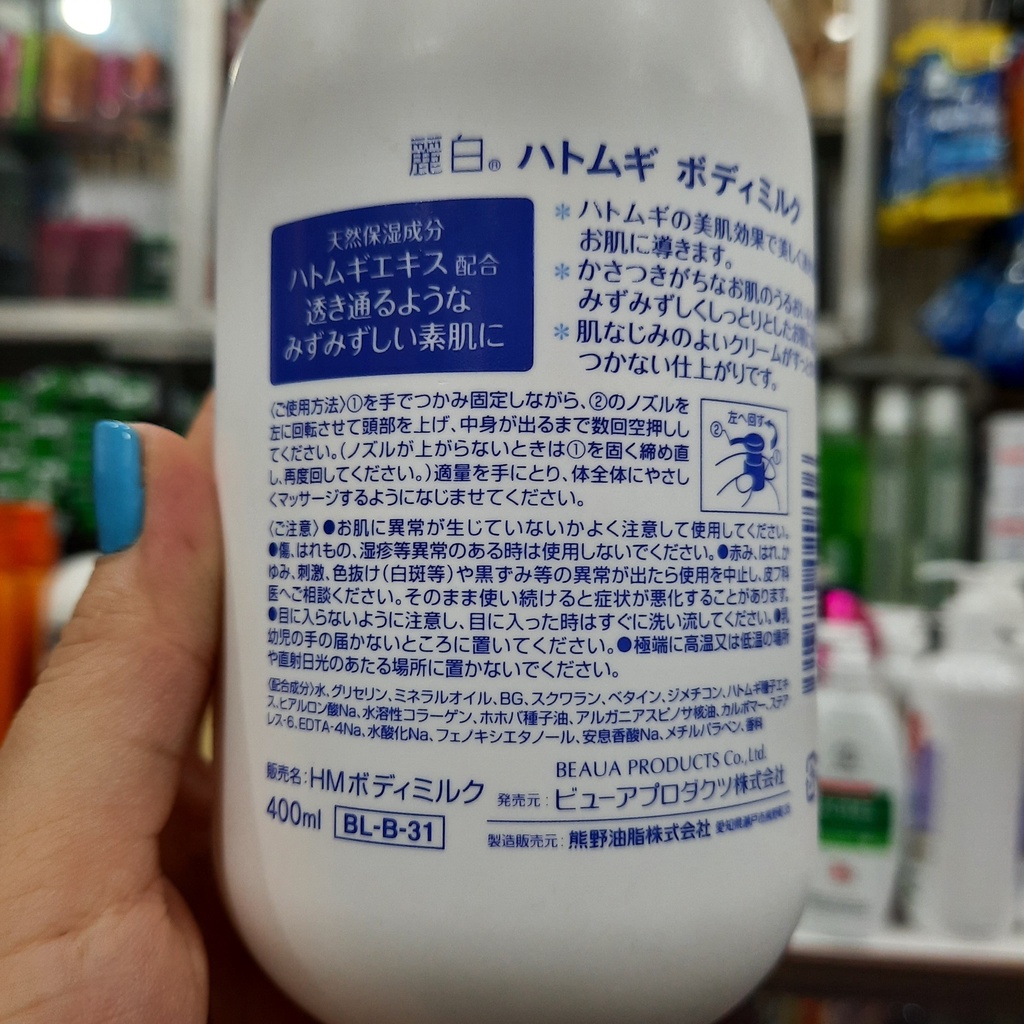 麗白® ハトムギ ボディミルク
天然保湿成分
ハトムギエキス 配合
透き通るような
みずみずしい素肌に
＊ハトムギの美肌効果で美しく
お肌に導きます。
＊かさつきがちなお肌のうるおい
みずみずしくしっとりとしたお肌に
＊肌なじみのよいクリームが
つかない仕上がりです。
〈ご使用方法〉①を手でつかみ固定しながら、②のノズルを
左に回転させて頭部を上げ、中身が出るまで数回空押しし
てください。（ノズルが上がらないときは①を固く締め直
し、再度回してください。）適量を手にとり、体全体にやさし
くマッサージするようになじませてください。
左へ回す
②
①
〈ご注意〉●お肌に異常が生じていないかよく注意して使用してください。
●傷、はれもの、湿疹等異常のある時は使用しないでください。●赤み、はれ、か
ゆみ、刺激、色抜け（白斑等）や黒ずみ等の異常が出たら使用を中止し、皮フ科
医へご相談ください。そのまま使い続けると症状が悪化することがあります。
●目に入らないように注意し、目に入った時はすぐに洗い流してください。●乳
幼児の手の届かないところに置いてください。●極端に高温又は低温の場所
や直射日光のあたる場所に置かないでください。
〈配合成分〉水、グリセリン、ミネラルオイル、BG、スクワラン、ベタイン、ジメチコン、ハトムギ種子エキ
ス、ヒアルロン酸Na、水溶性コラーゲン、ホホバ種子油、アルガニアスピノサ核油、カルボマー、ステア
レス-6、EDTA-4Na、水酸化Na、フェノキシエタノール、安息香酸Na、メチルパラベン、香料
BEAUA PRODUCTS Co., Ltd.
販売名：HMボディミルク
発売元：ビューアプロダクツ株式会社
400ml BL-B-31
製造販売元：熊野油脂株式会社